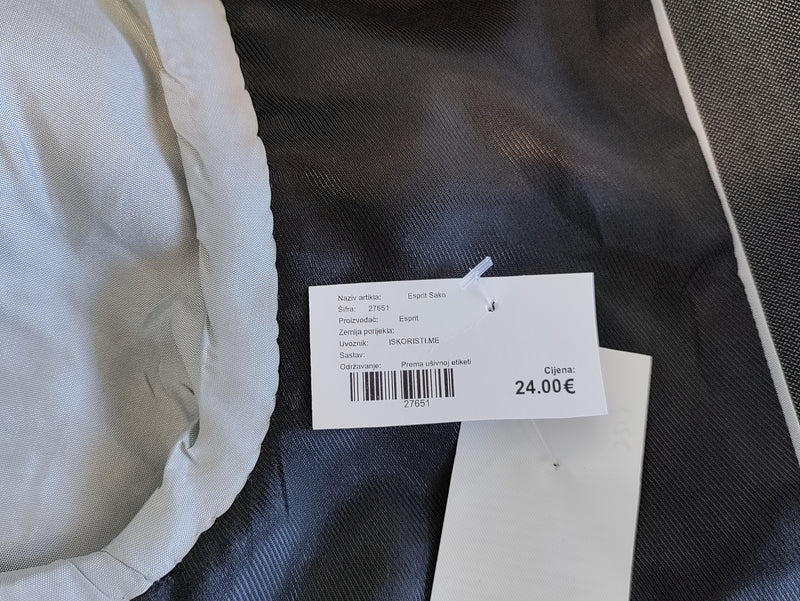 Naziv artikla: Esprit Sako
Šifra: 27651
Proizvođač: Esprit
Zemlja porijekla:
Uvoznik: ISKORISTI.ME
Sastav:
Održavanje: Prema ušivnoj etiketi
27651
Cijena:
24.00€